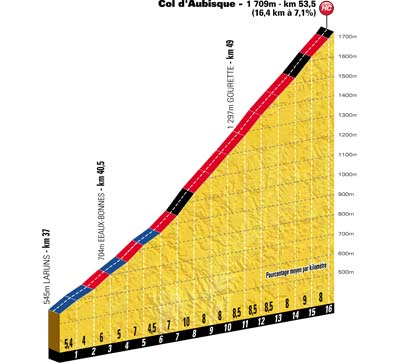 Col d'Aubisque - 1 709m - km 53,5
(16,4 km à 7,1%)
HC
1700m
1600m
1500m
1400m
1300m
1200m
1100m
1000m
900m
800m
700m
600m
500m
1 297m GOURETTE - km 49
704m EEAUX-BONNES - km 40,5
545m LARUNS - km 37
Pourcentage moyen par kilomètre
5,4 4 6 5 7 4,5 7 10 8 8 8 8,5 8,5 8 9 8
1 2 3 4 5 6 7 8 9 10 11 12 13 14 15 16